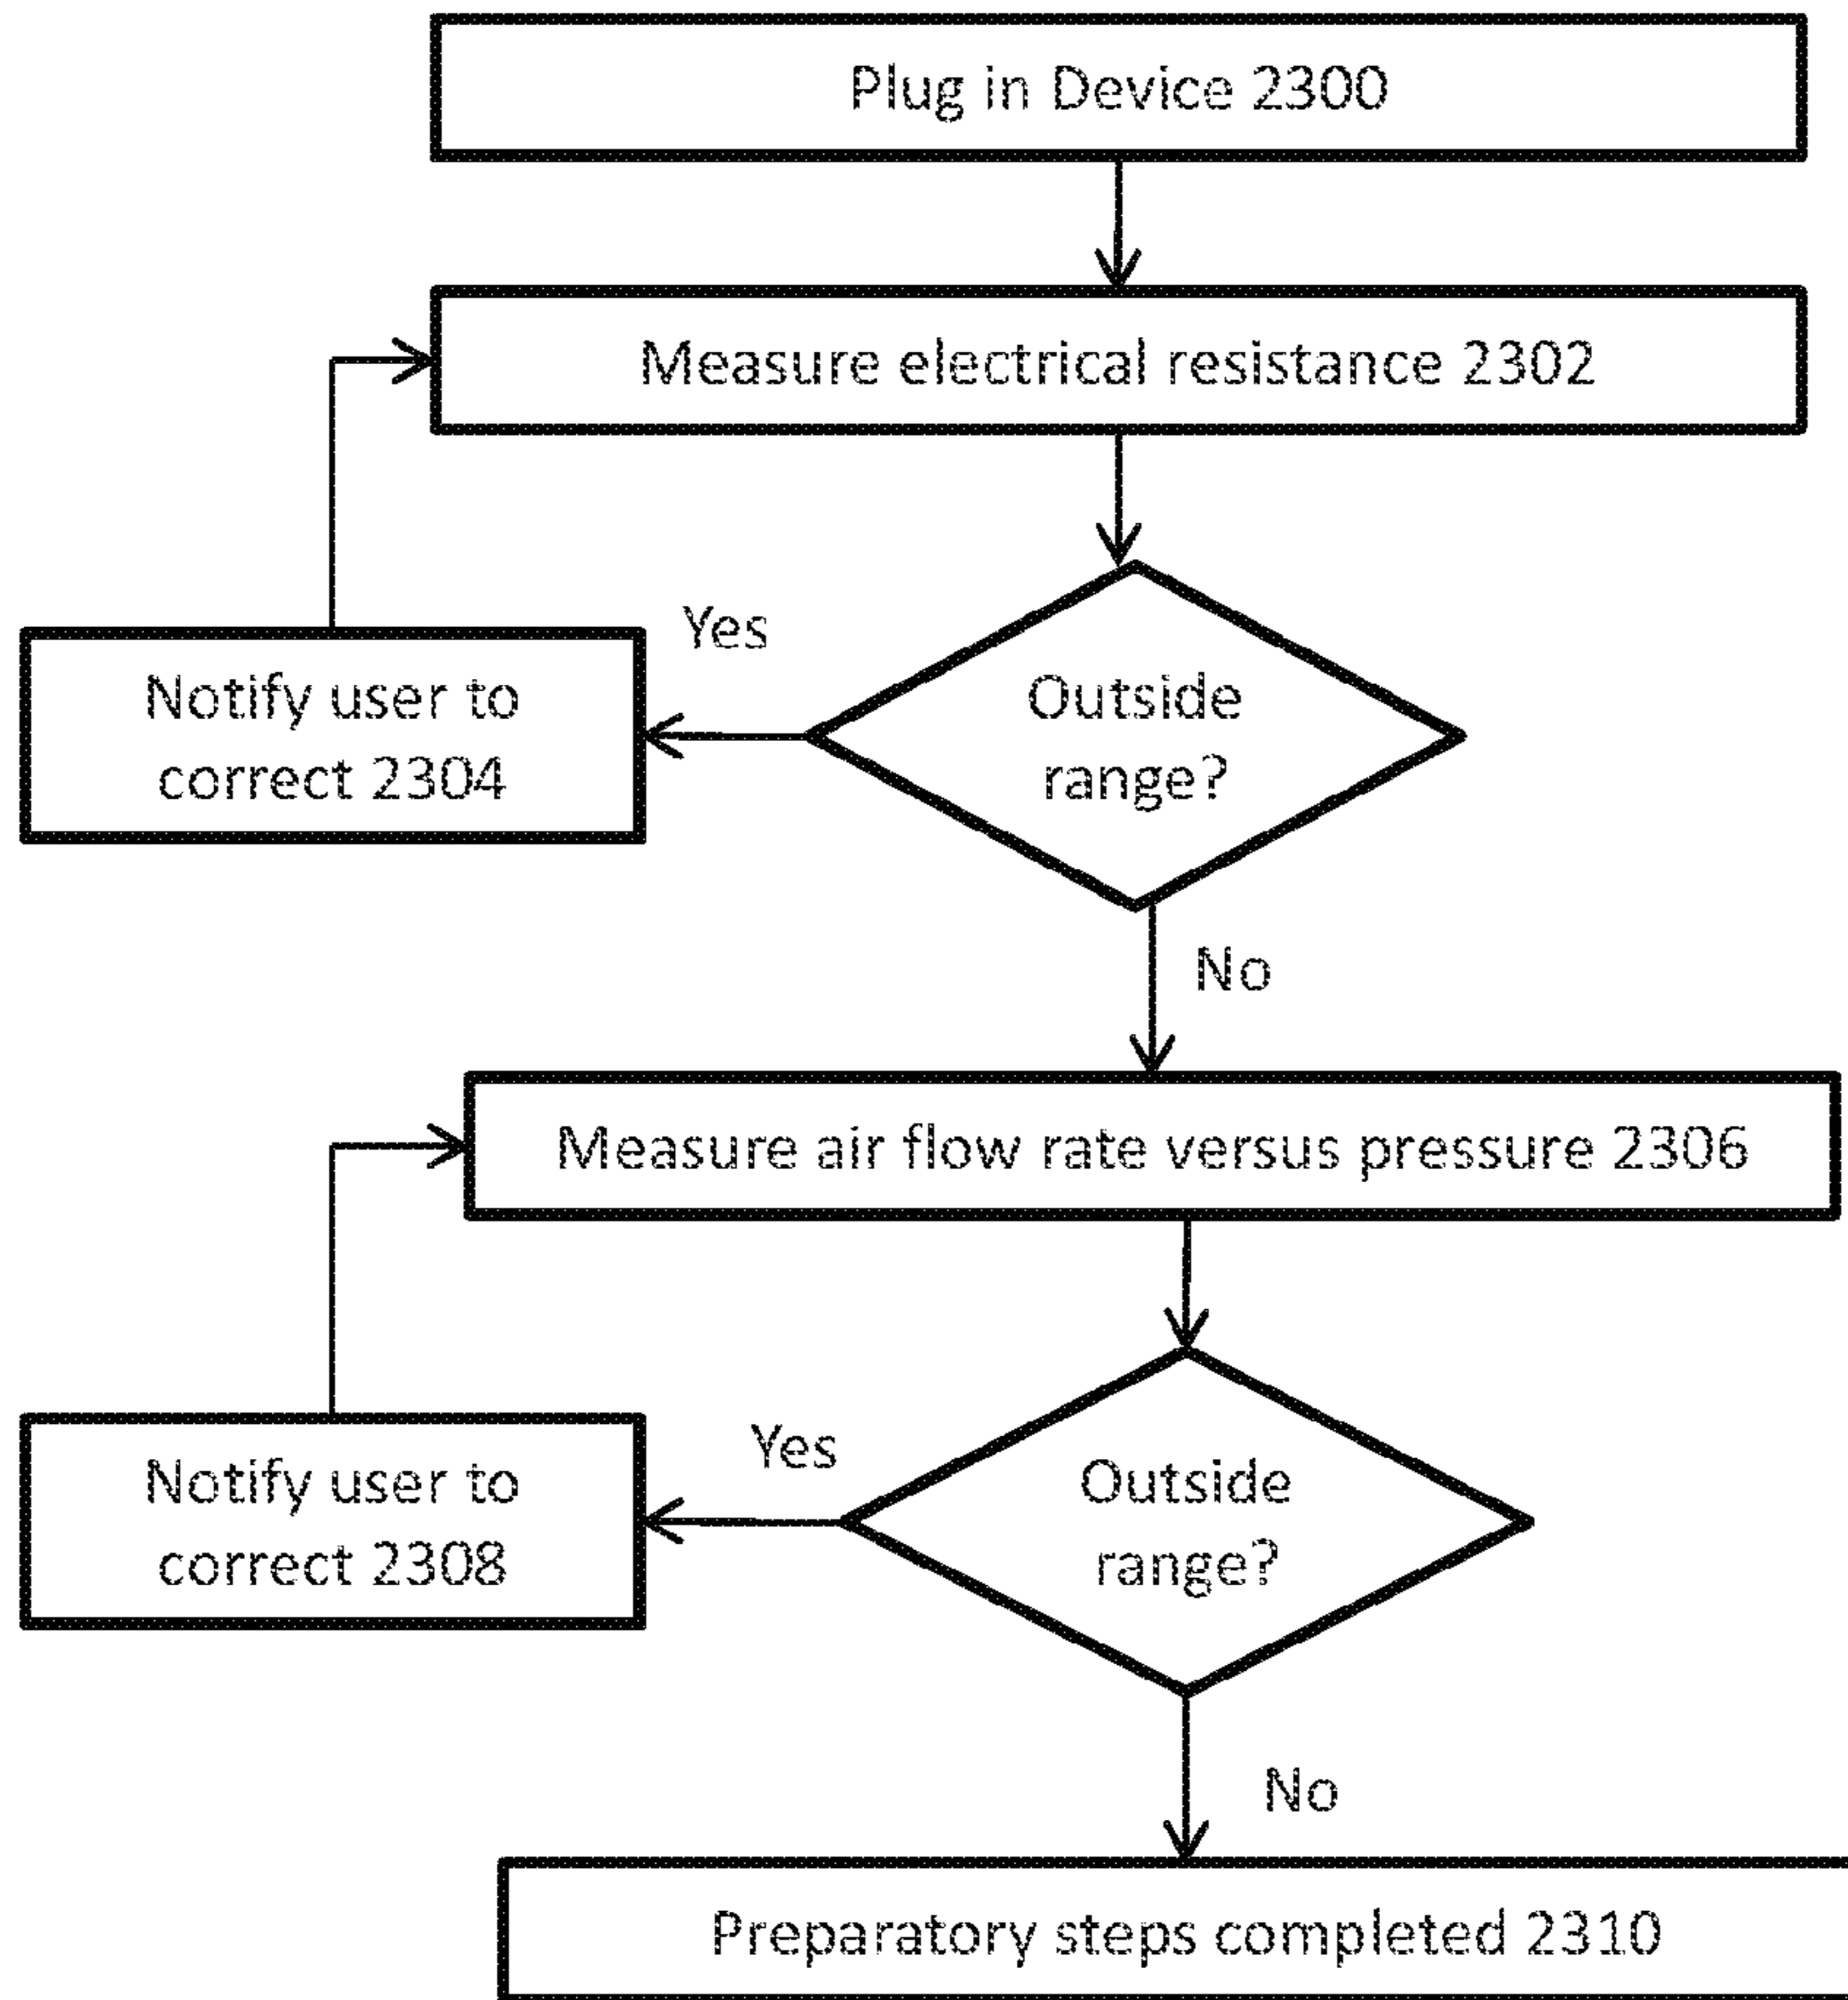 Plug in Device 2300
Measure electrical resistance 2302
Yes
Notify user to
correct 2304
Outside
range?
No
Measure air flow rate versus pressure 2306
Yes
Notify user to
correct 2308
Outside
range?
No
Preparatory steps completed 2310